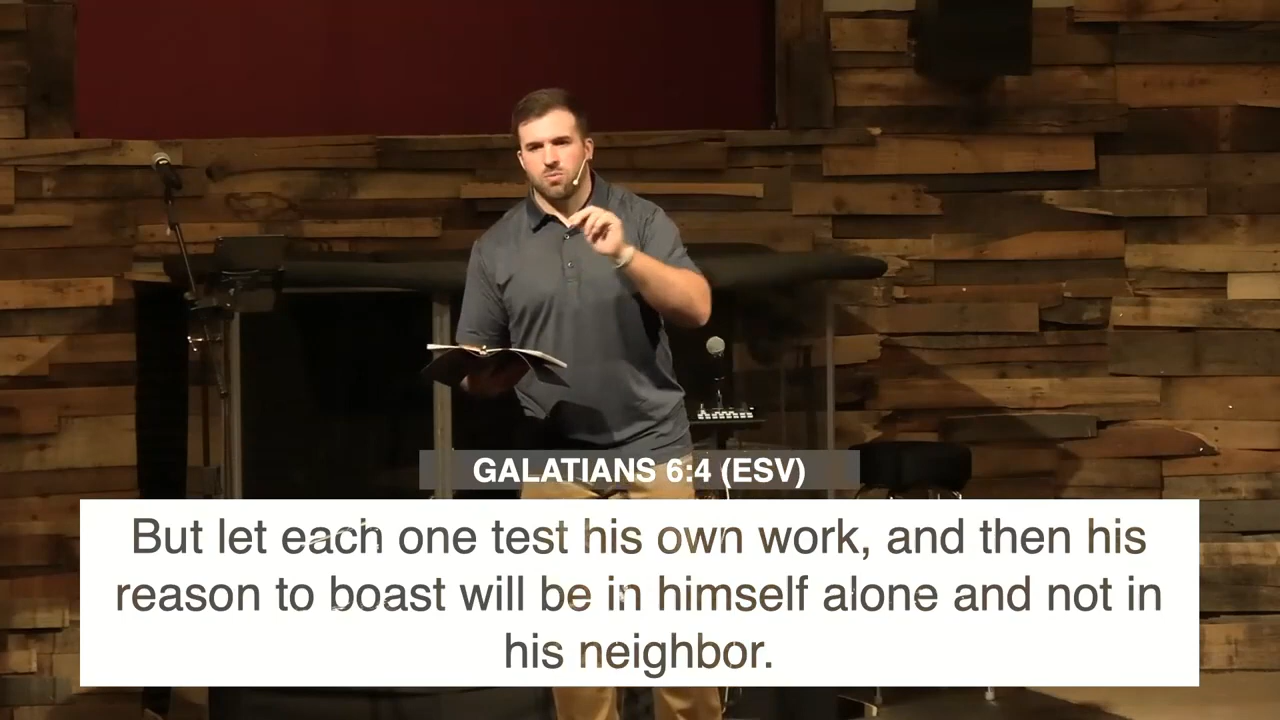 GALATIANS 6:4 (ESV)
But let each one test his own work, and then his
reason to boast will be in himself alone and not in
his neighbor.